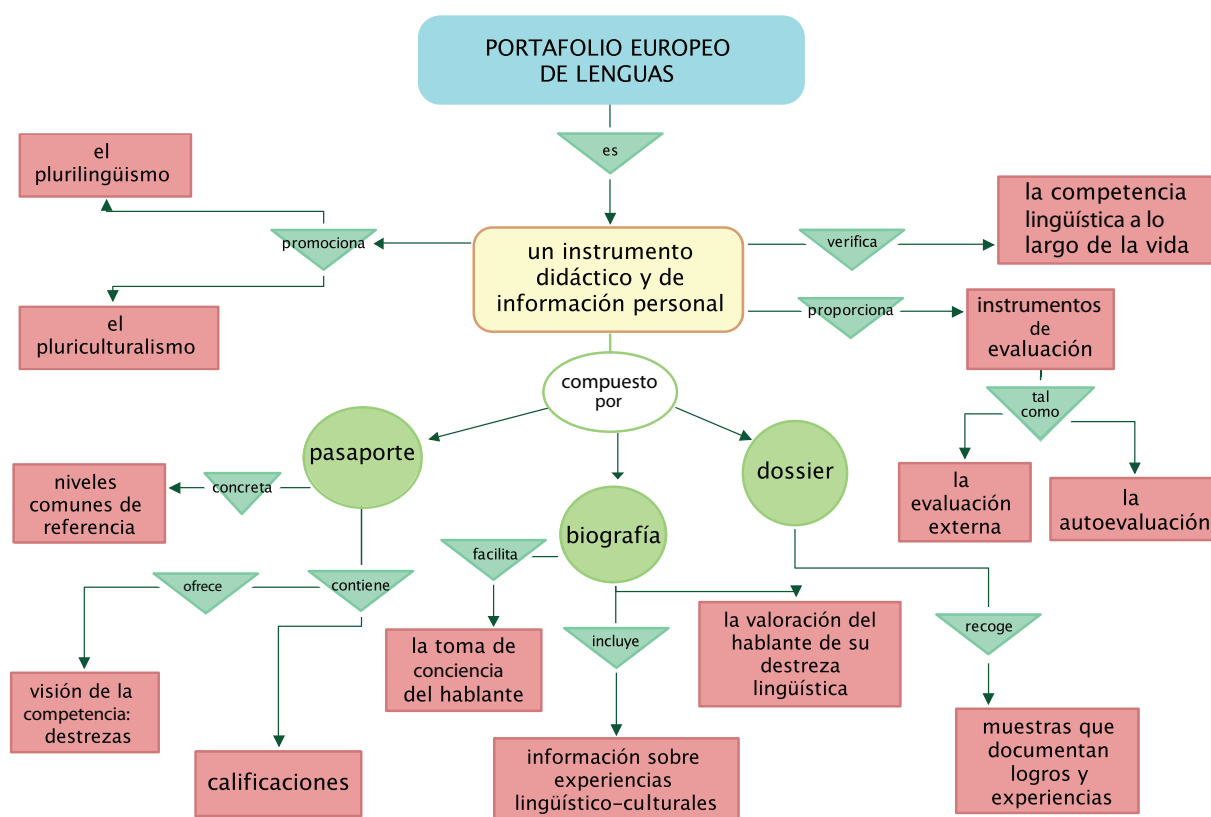 PORTAFOLIO EUROPEO
DE LENGUAS
es
un instrumento
didáctico y de
información personal
promociona
el
plurilingüismo
el
pluriculturalismo
verifica
la competencia
lingüística a lo
largo de la vida
proporciona
instrumentos
de
evaluación
tal
como
la
evaluación
externa
la
autoevaluación
compuesto
por
pasaporte
concreta
niveles
comunes de
referencia
ofrece
visión de la
competencia:
destrezas
contiene
calificaciones
biografía
facilita
la toma de
conciencia
del hablante
incluye
información sobre
experiencias
lingüístico-culturales
la valoración del
hablante de su
destreza
lingüística
dossier
recoge
muestras que
documentan
logros y
experiencias